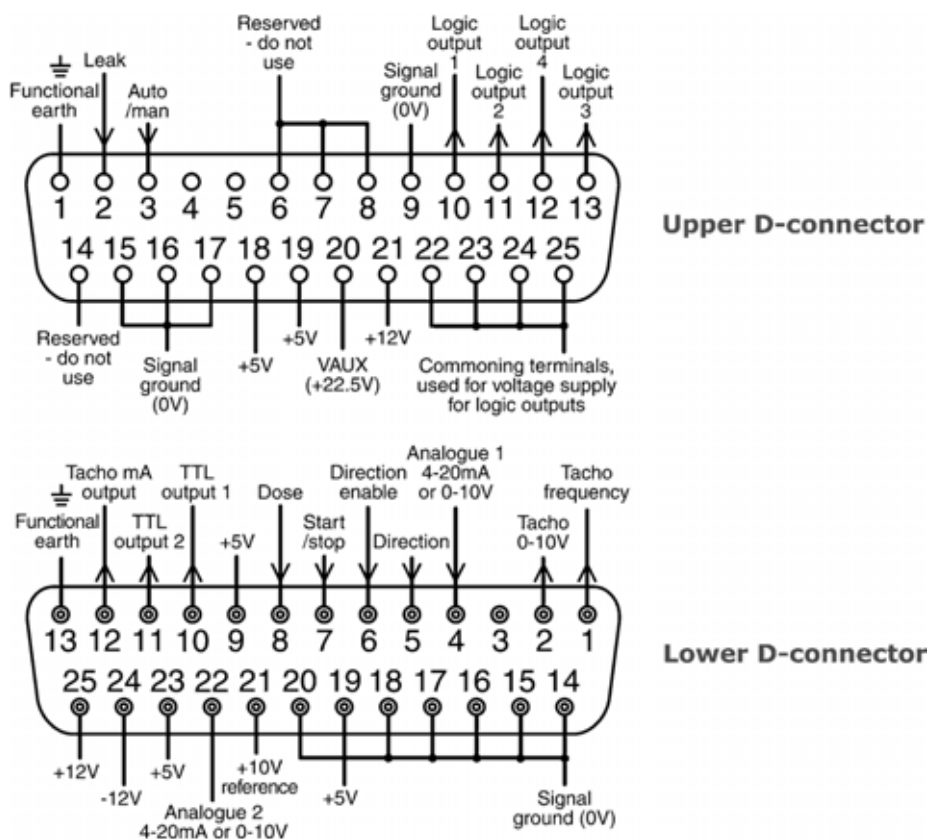 Functional
earth
Leak
Auto
/man
Reserved
- do not
use
Signal
ground
(0V)
Logic
output
1
Logic
output
2
Logic
output
4
Logic
output
3
1 2 3 4 5 6 7 8 9 10 11 12 13
14 15 16 17 18 19 20 21 22 23 24 25
Upper D-connector
Reserved
- do not
use
Signal
ground
(0V)
+5V
+5V
VAUX
(+22.5V)
+12V
Commoning terminals,
used for voltage supply
for logic outputs
Functional
earth
Tacho mA
output
TTL
output 2
TTL
output 1
+5V
Dose
Start
/stop
Direction
enable
Direction
Analogue 1
4-20mA
or 0-10V
Tacho
0-10V
Tacho
frequency
13 12 11 10 9 8 7 6 5 4 3 2 1
25 24 23 22 21 20 19 18 17 16 15 14
Lower D-connector
+12V
-12V
+5V
Analogue 2
4-20mA or 0-10V
+10V
reference
+5V
Signal
ground (0V)